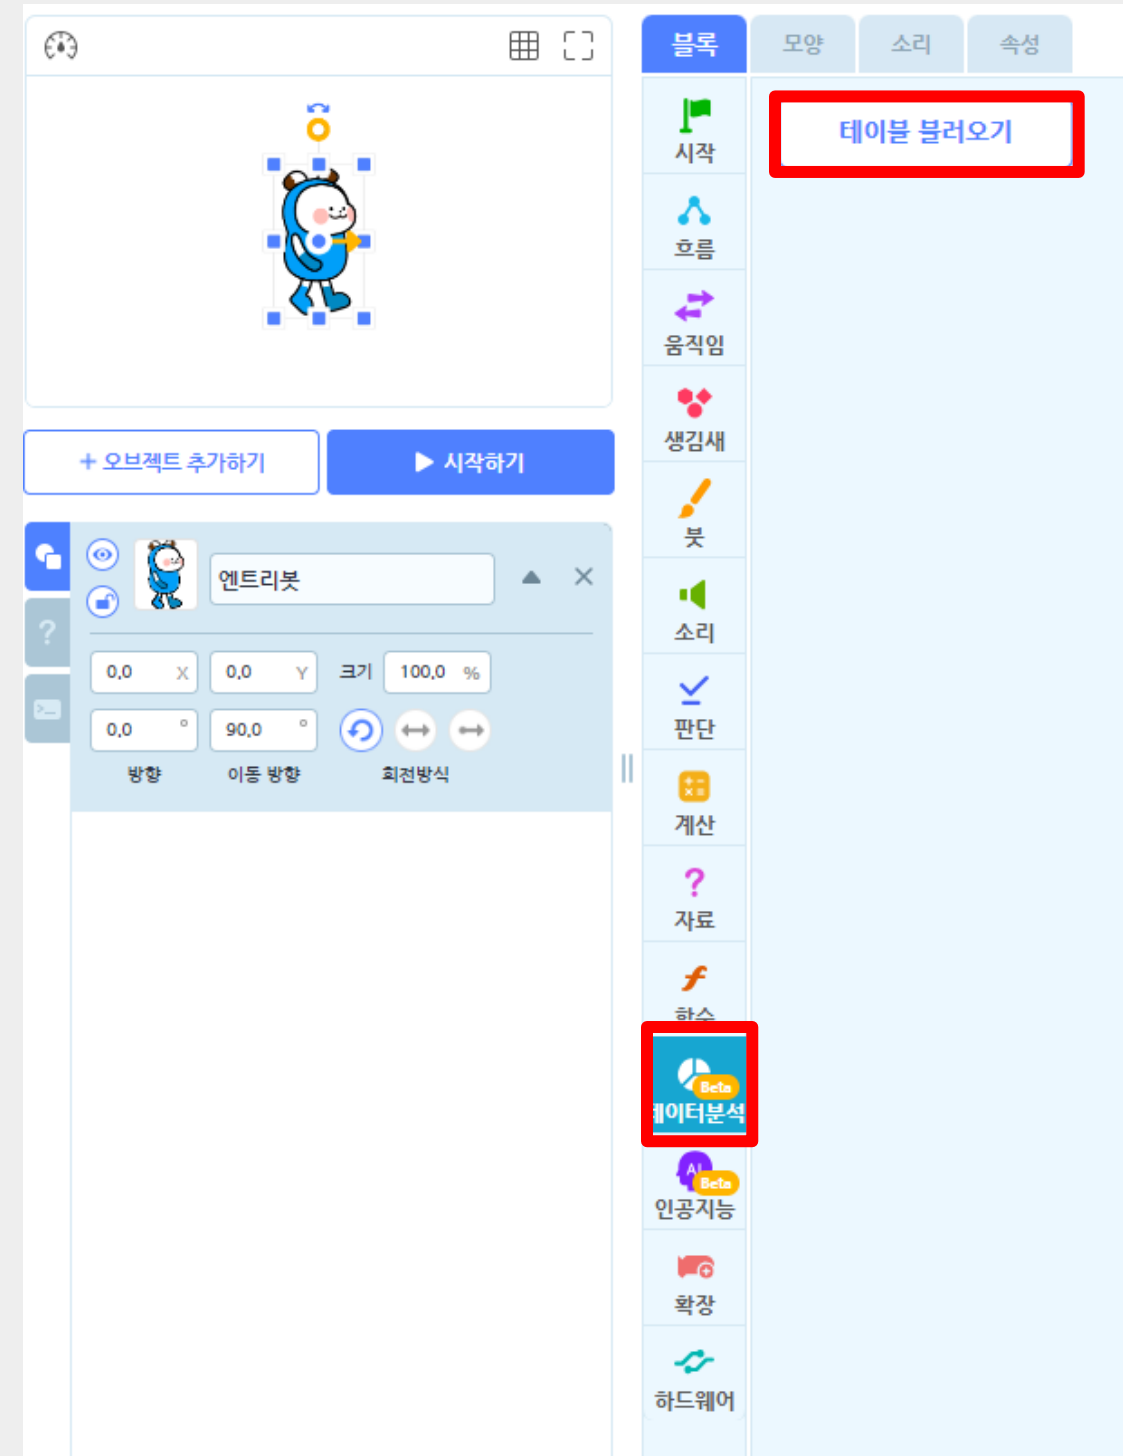 블록 모양 소리 속성
테이블 불러오기
시작
흐름
움직임
생김새
붓
소리
판단
계산
자료
함수
Beta
데이터분석
AI
Beta
인공지능
확장
하드웨어
+ 오브젝트 추가하기
시작하기
엔트리봇
?
>_
0.0 X 0.0 Y 크기 100.0 %
0.0 ° 90.0 °
방향 이동 방향 회전방식